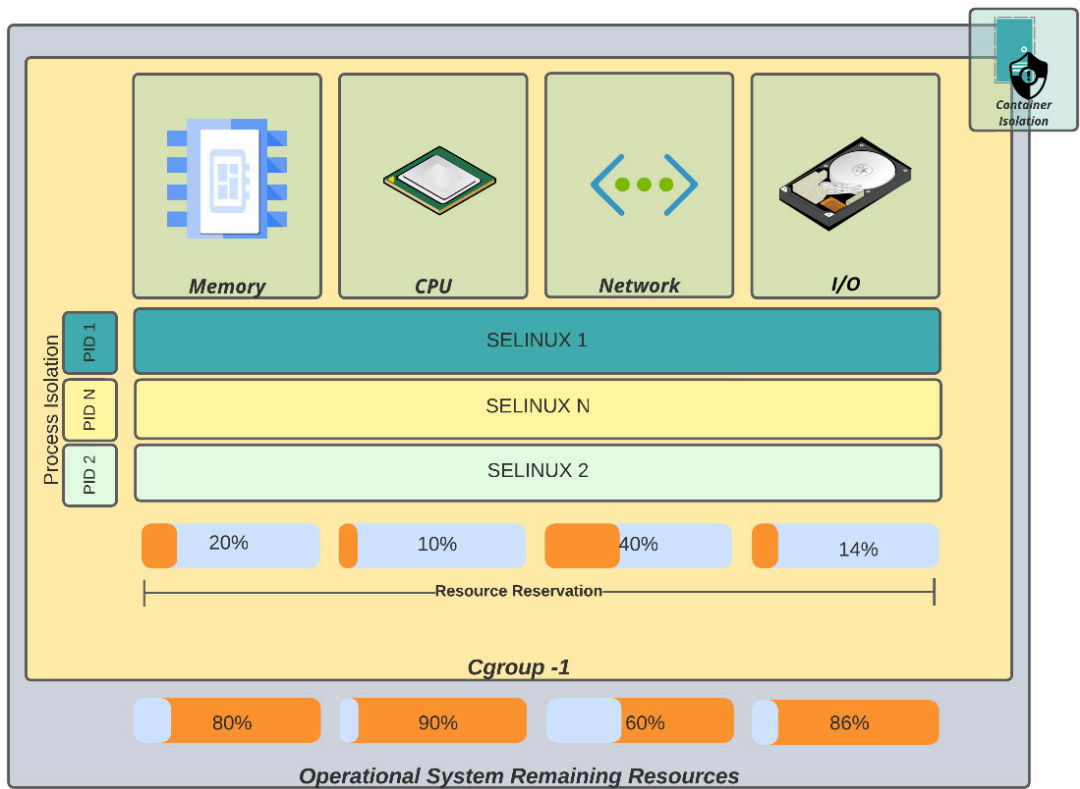 Container
Isolation
Memory
CPU
Network
I/O
Process Isolation
PID 1
SELINUX 1
PID N
SELINUX N
PID 2
SELINUX 2
20%
10%
40%
14%
Resource Reservation
Cgroup -1
80%
90%
60%
86%
Operational System Remaining Resources